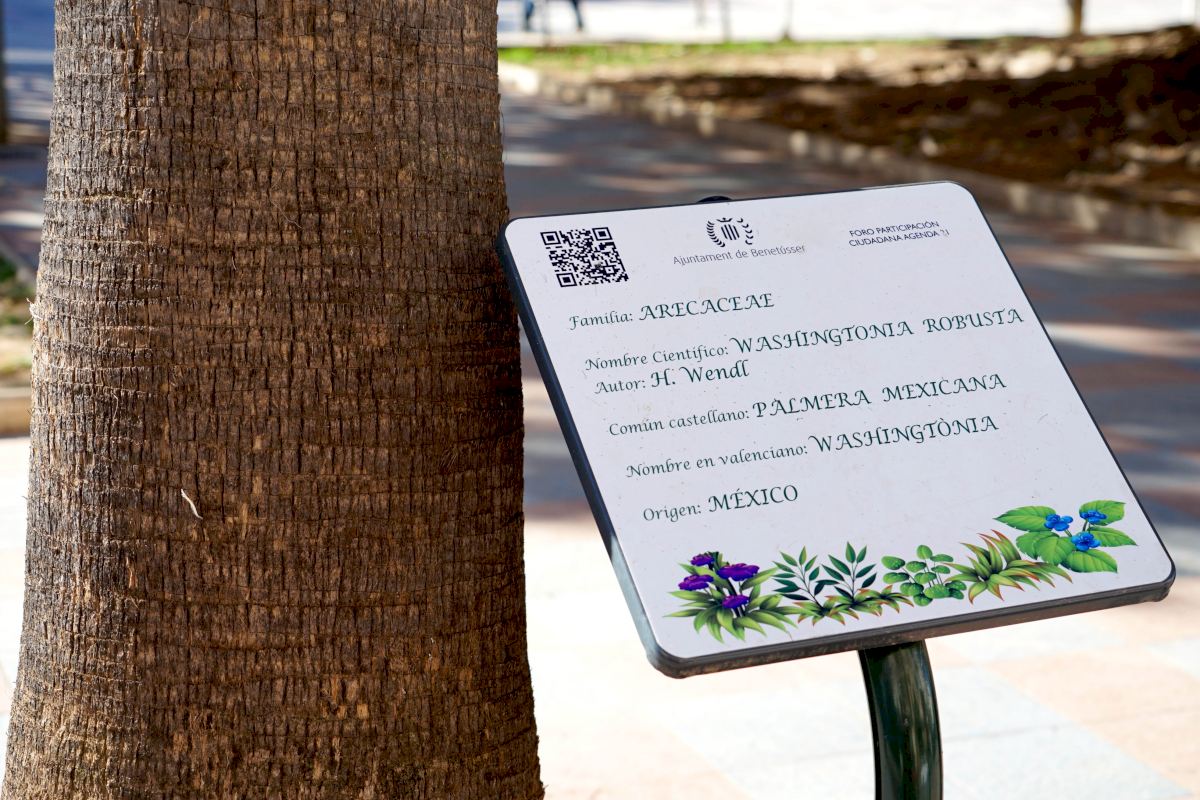 Ajuntament de Benetússer
FORO PARTICIPACIÓN
CIUDADANA AGENDA 21
Familia: ARECACEAE
Nombre Científico: WASHINGTONIA ROBUSTA
Autor: H. Wendl
Común castellano: PALMERA MEXICANA
Nombre en valenciano: WASHINGTÒNIA
Origen: MÉXICO